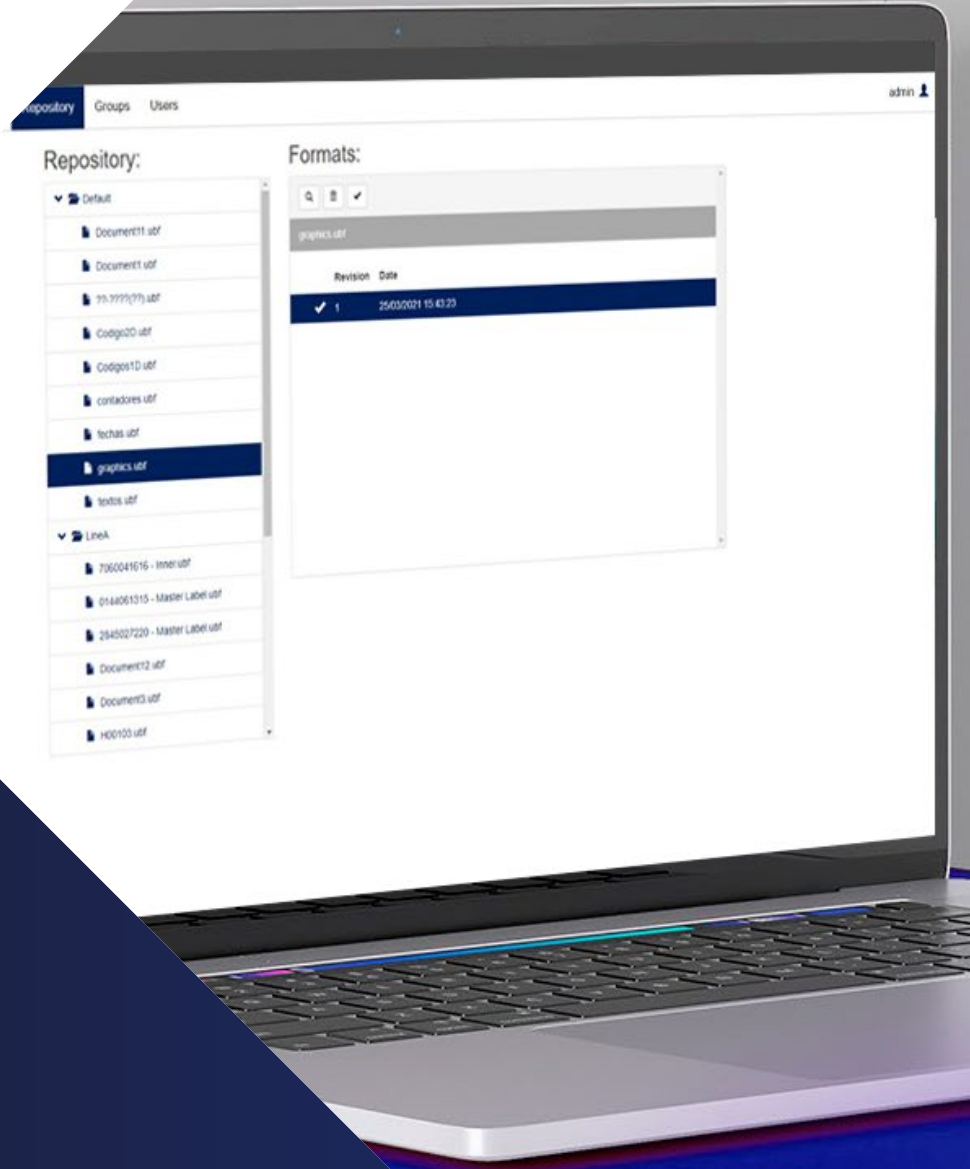 Repository Groups Users admin
Repository:
Default
Document11.ubf
Document1.ubf
??-????(??).ubf
Codigo2D.ubf
Codigos1D.ubf
contadores.ubf
fechas.ubf
graphics.ubf
textos.ubf
LineA
7060041616 - Inner.ubf
0144061315 - Master Label.ubf
2845027220 - Master Label.ubf
Document12.ubf
Document3.ubf
H00103.ubf
Formats:
graphics.ubf
Revision Date
1 25/03/2021 15:43:23